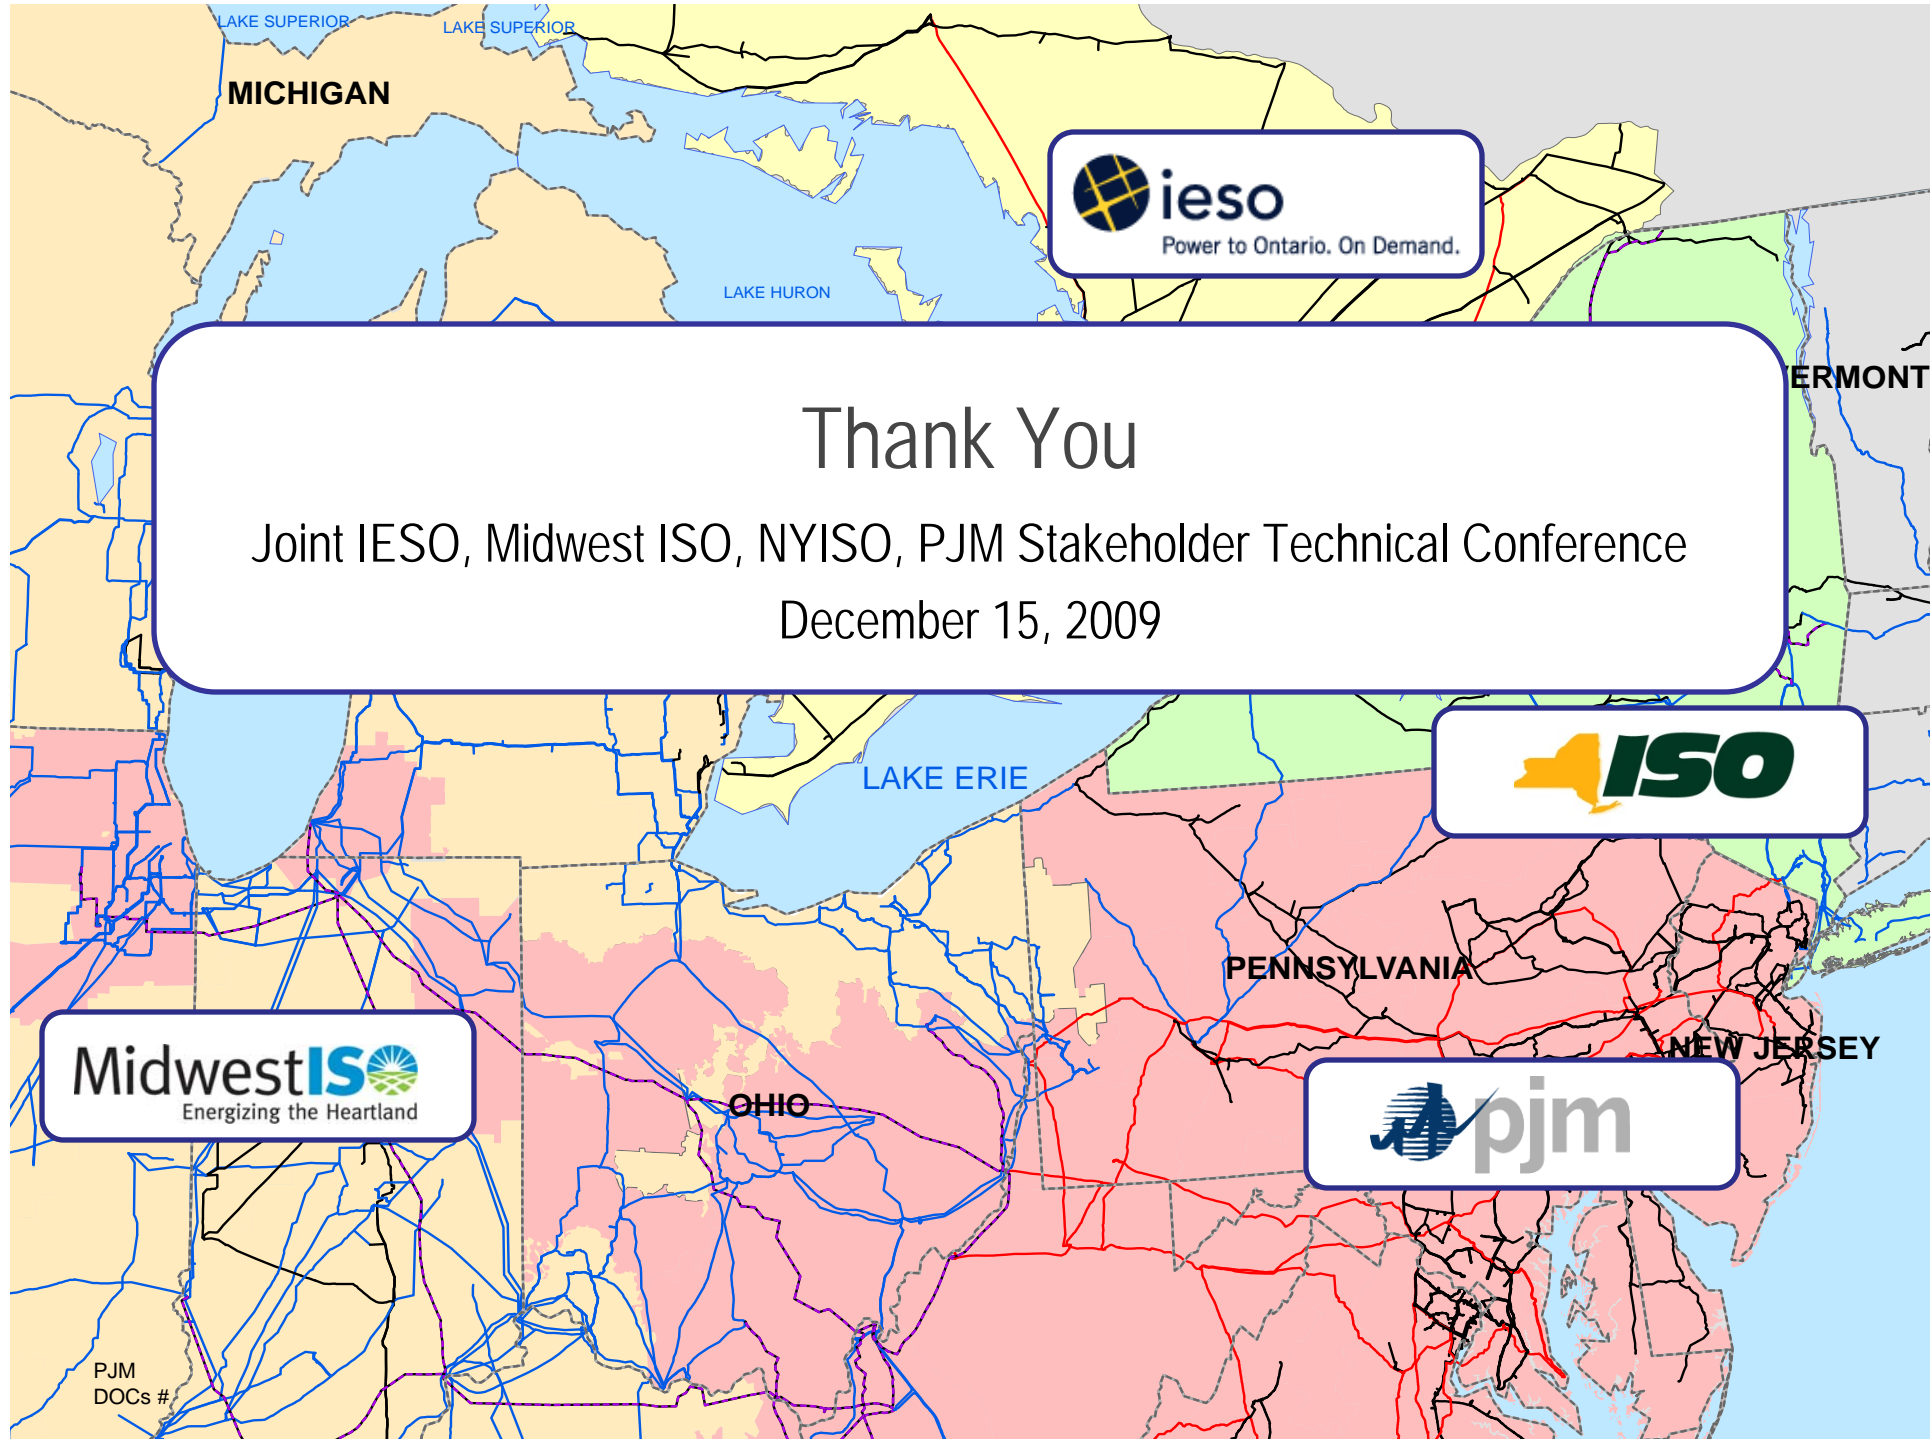 LAKE SUPERIOR
LAKE SUPERIOR
MICHIGAN
ieso
Power to Ontario. On Demand.
LAKE HURON
ERMONT
Thank You
Joint IESO, Midwest ISO, NYISO, PJM Stakeholder Technical Conference
December 15, 2009
ISO
LAKE ERIE
PENNSYLVANIA
NEW JERSEY
MidwestISO
Energizing the Heartland
OHIO
pjm
PJM
DOCs #